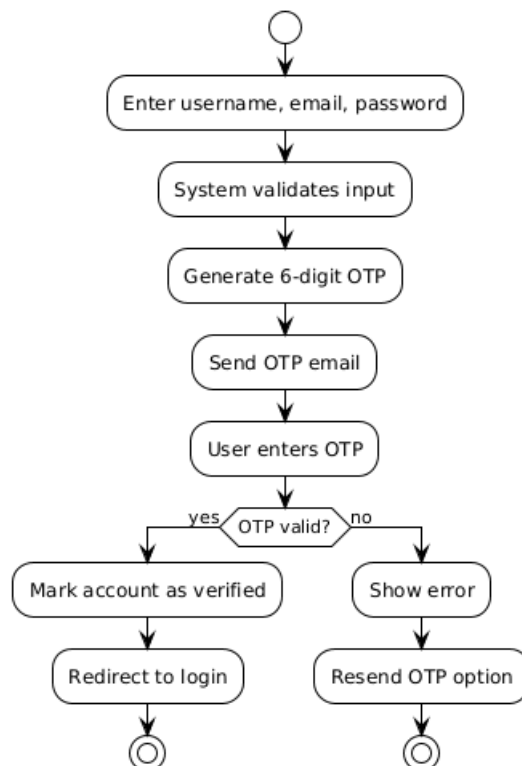 Enter username, email, password
System validates input
Generate 6-digit OTP
Send OTP email
User enters OTP
yes
OTP valid?
no
Mark account as verified
Show error
Redirect to login
Resend OTP option